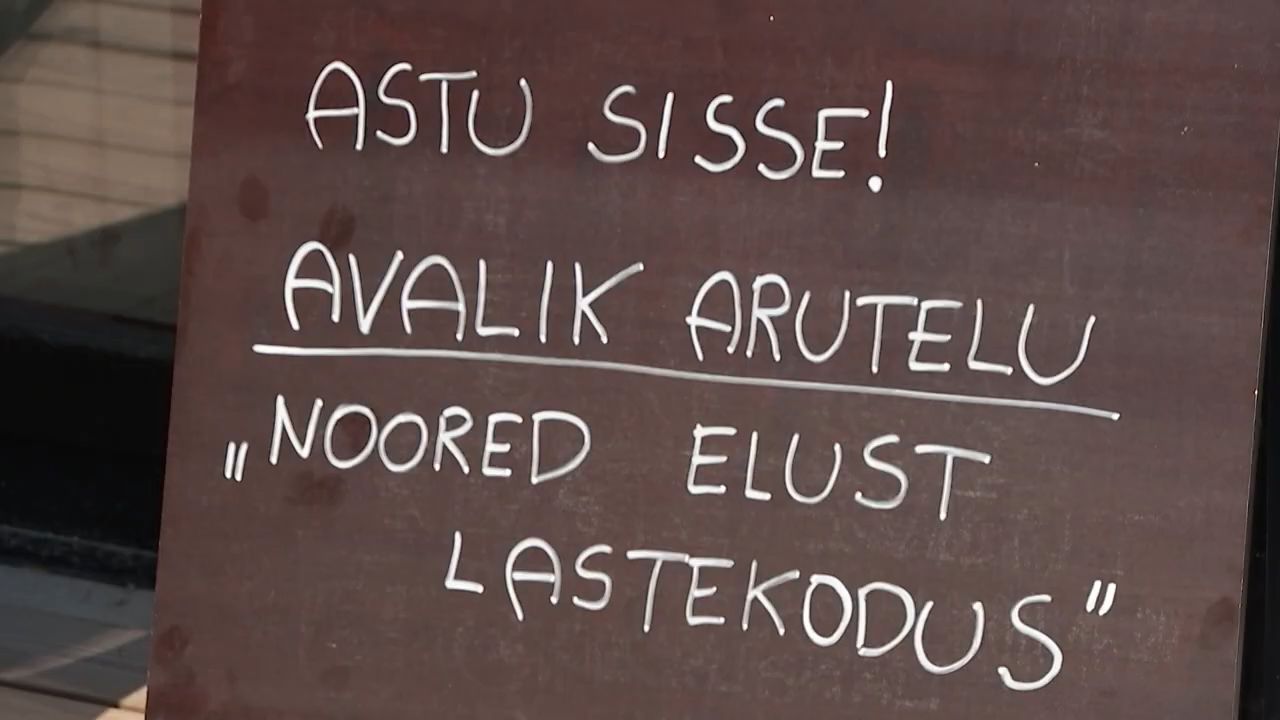 ASTU SISSE!
AVALIK ARUTELU
„NOORED ELUST
LASTEKODUS”